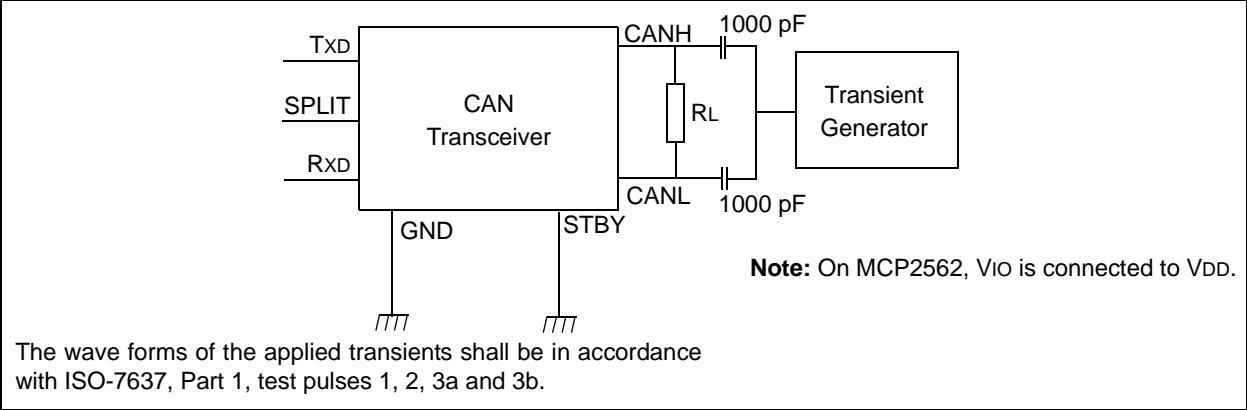 CANH
1000 pF
TXD
SPLIT
RXD
CAN
Transceiver
RL
Transient
Generator
CANL
1000 pF
GND
STBY
Note: On MCP2562, VIO is connected to VDD.
The wave forms of the applied transients shall be in accordance
with ISO-7637, Part 1, test pulses 1, 2, 3a and 3b.